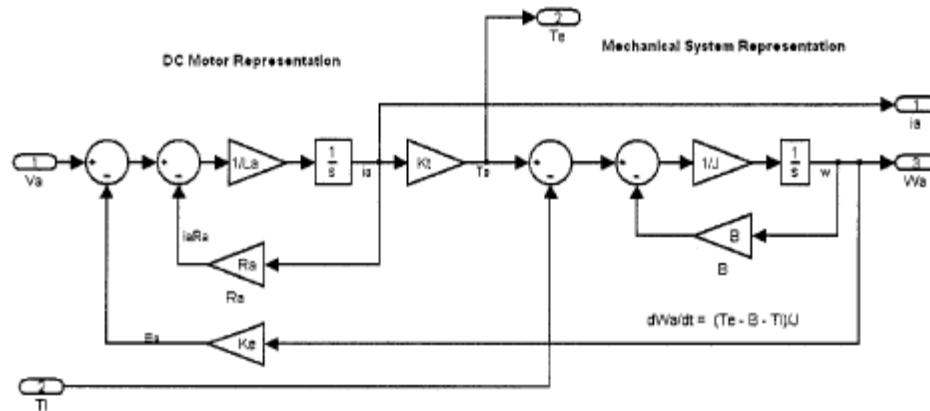 2
Te
DC Motor Representation
Mechanical System Representation
1
ia
1
Va
1/La
1
s
ia
Kt
Te
1/J
1
s
w
3
Wa
iaRa
Ra
Ra
B
B
dWa/dt = (Te - B - Tl)/J
Ea
Ke
2
Tl